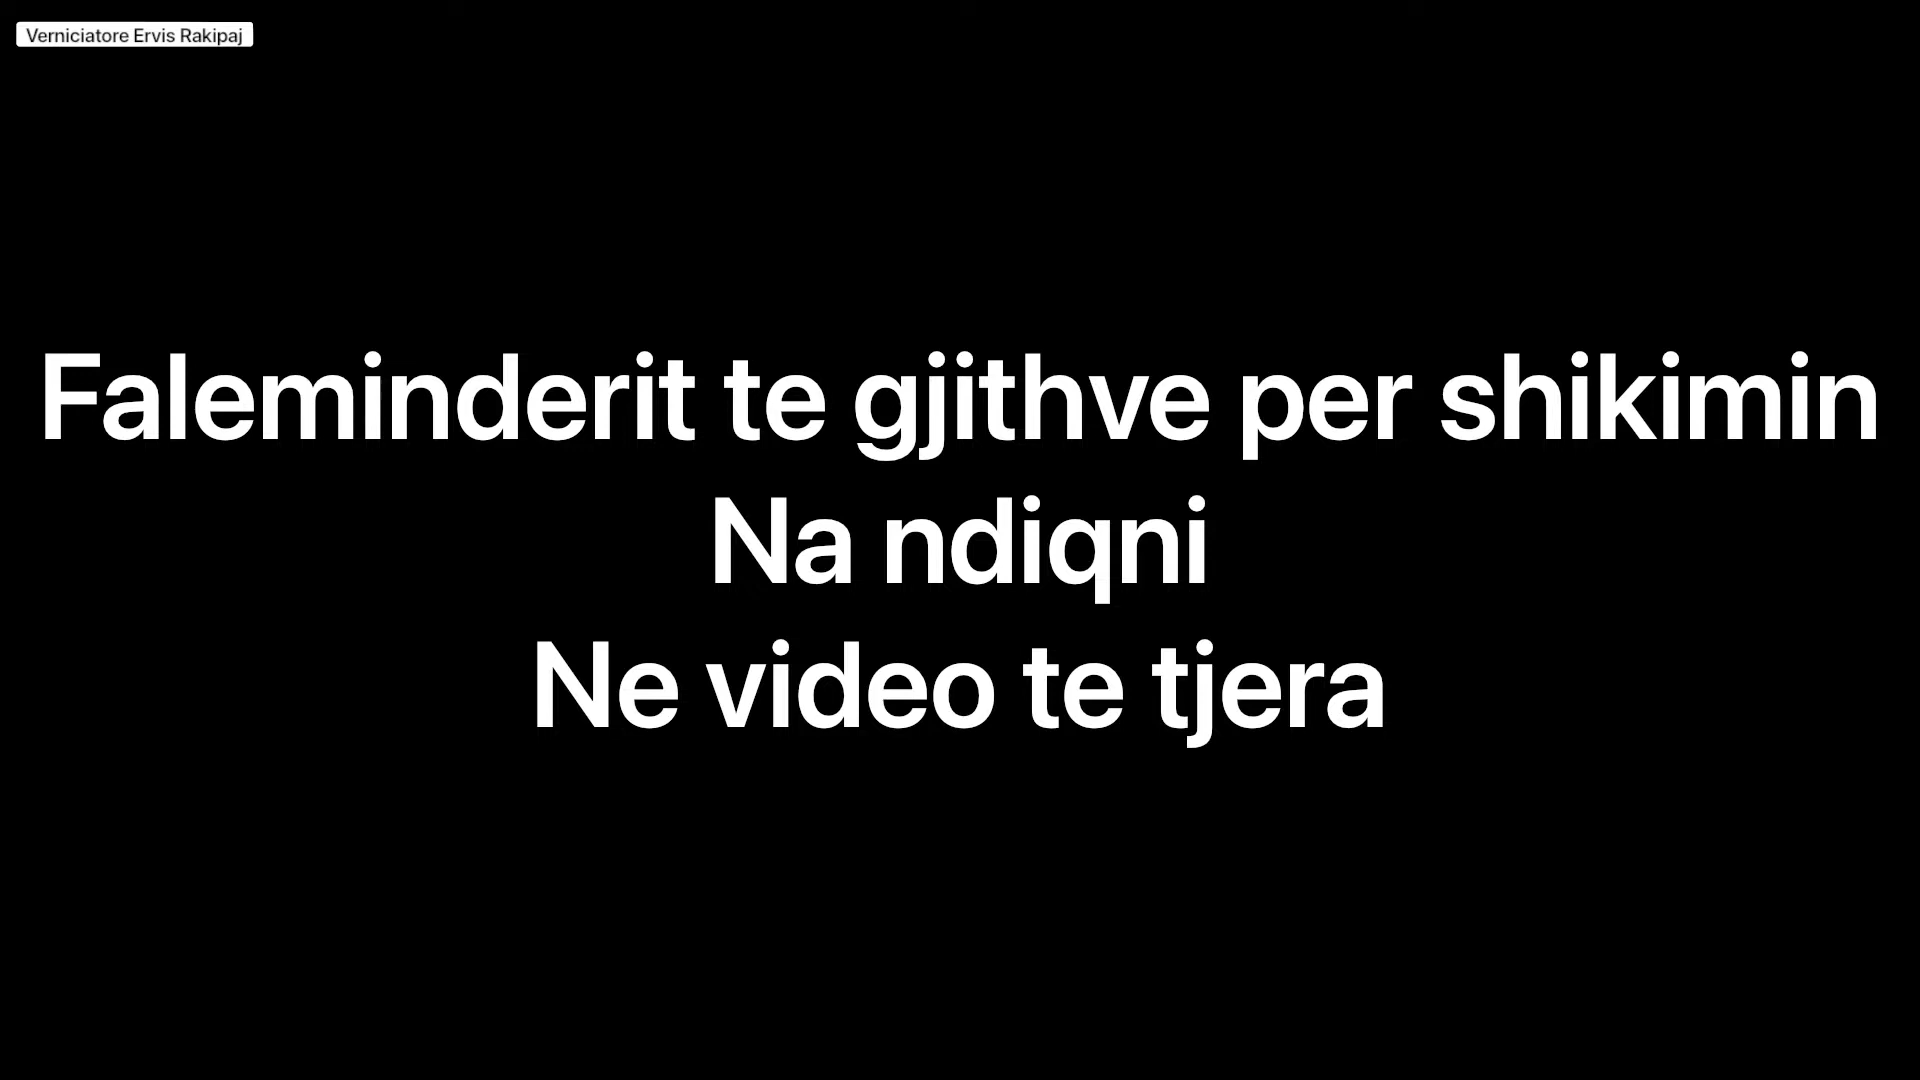 Verniciatore Ervis Rakipaj
Faleminderit te gjithve per shikimin
Na ndiqni
Ne video te tjera